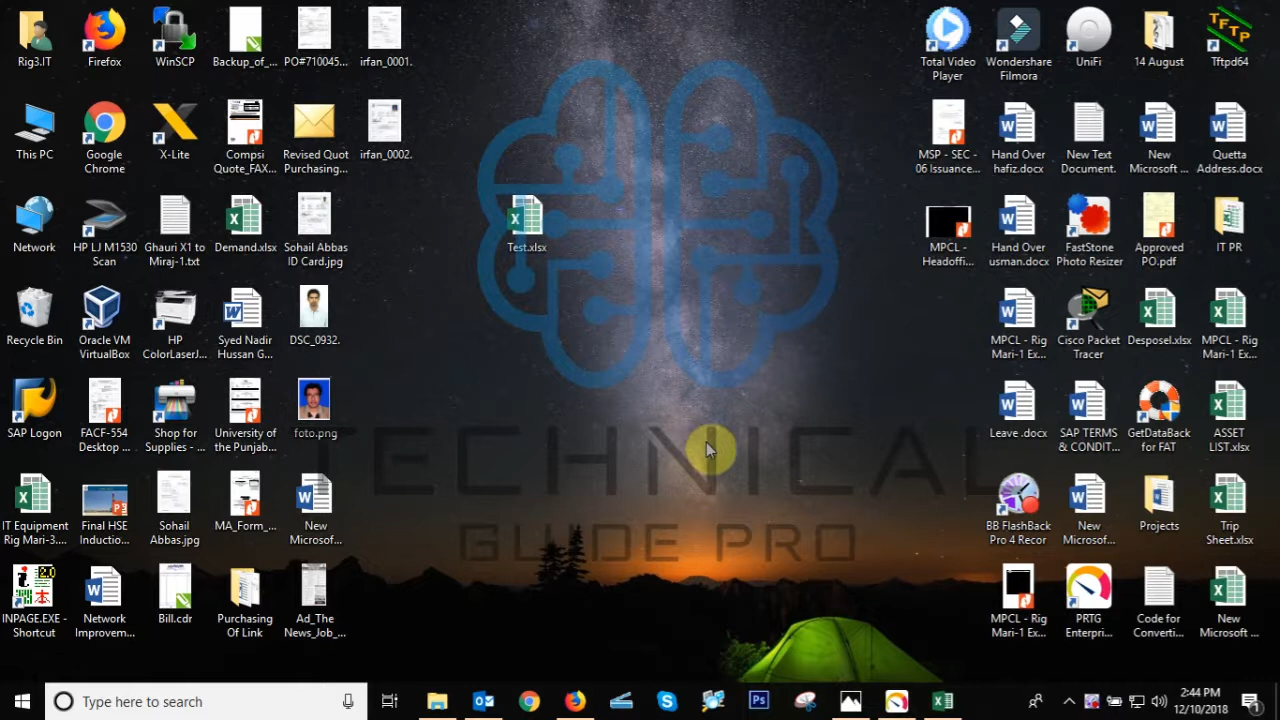 Rig3.IT
Firefox
WinSCP
Backup_of_...
PO#710045...
irfan_0001.
Total Video
Player
Wondershare
Filmora
UniFi
14 August
TFTP
Tftpd64
This PC
Google
Chrome
X-Lite
Compsi
Quote_FAX...
Revised Quot
Purchasing...
irfan_0002.
MSP - SEC -
06 Issuance...
Hand Over
hafiz.docx
New Text
Document.
New
Microsoft ...
Quetta
Address.docx
Network
HP LJ M1530
Scan
Ghauri X1 to
Miraj-1.txt
Demand.xlsx
Sohail Abbas
ID Card.jpg
Test.xlsx
MPCL -
Headoffi...
Hand Over
usman.docx
FastStone
Photo Resizer
Approved
PO.pdf
IT PR
Recycle Bin
Oracle VM
VirtualBox
HP
ColorLaserJ...
Syed Nadir
Hussan G...
DSC_0932.
MPCL - Rig
Mari-1 Ex...
Cisco Packet
Tracer
Desposel.xlsx
MPCL - Rig
Mari-1 Ex...
SAP Logon
FACF-554
Desktop ...
Shop for
Supplies - ...
University of
the Punjab...
foto.png
Leave .docx
SAP TERMS
& CONDIT...
GetDataBack
for FAT
ASSET
LIST.xlsx
TECHNICAL
GUIDE PRO
IT Equipment
Rig Mari-3...
Final HSE
Inductio...
Sohail
Abbas.jpg
MA_Form_...
New
Microsof...
BB FlashBack
Pro 4 Recor
New
Microsof...
Projects
Trip
Sheet.xlsx
INPAGE.EXE -
Shortcut
Network
Improvem...
Bill.cdr
Purchasing
Of Link
Ad_The
News_Job_...
MPCL - Rig
Mari-1 Ex...
PRTG
Enterpri...
Code for
Converti...
New
Microsoft ...
Type here to search
2:44 PM
12/10/2018